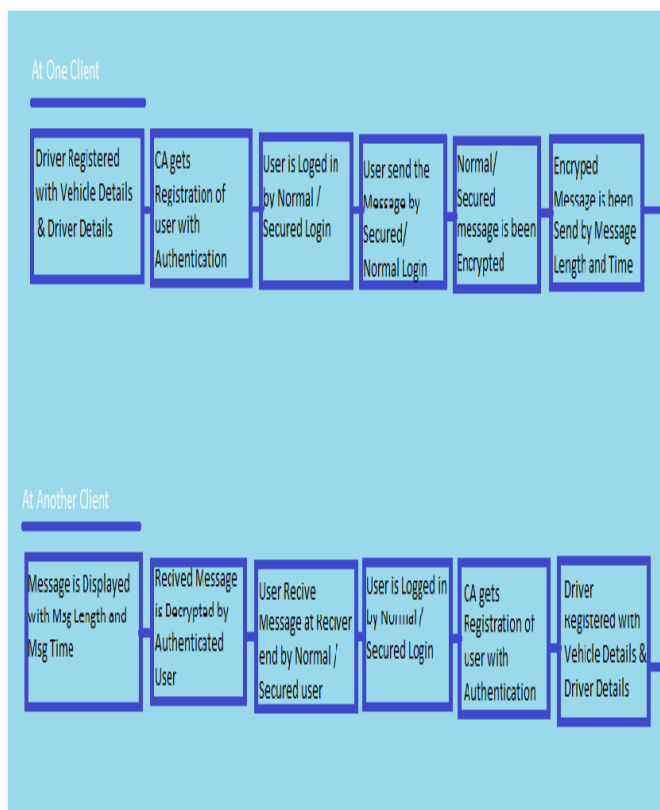 At One Client
Driver Registered
with Vehicle Details
& Driver Details
CA gets
Registration of
user with
Authentication
User is Loged in
by Normal /
Secured Login
User send the
Message by
Secured/
Normal Login
Normal/
Secured
message is been
Encrypted
Encryped
Message is been
Send by Message
Length and Time
At Another Client
Message is Displayed
with Msg Length and
Msg Time
Recived Message
is Decrypted by
Authenticated
User
User Recive
Message at Reciver
end by Normal /
Secured user
User is Logged in
by Normal /
Secured Login
CA gets
Registration of
user with
Authentication
Driver
Registered with
Vehicle Details &
Driver Details